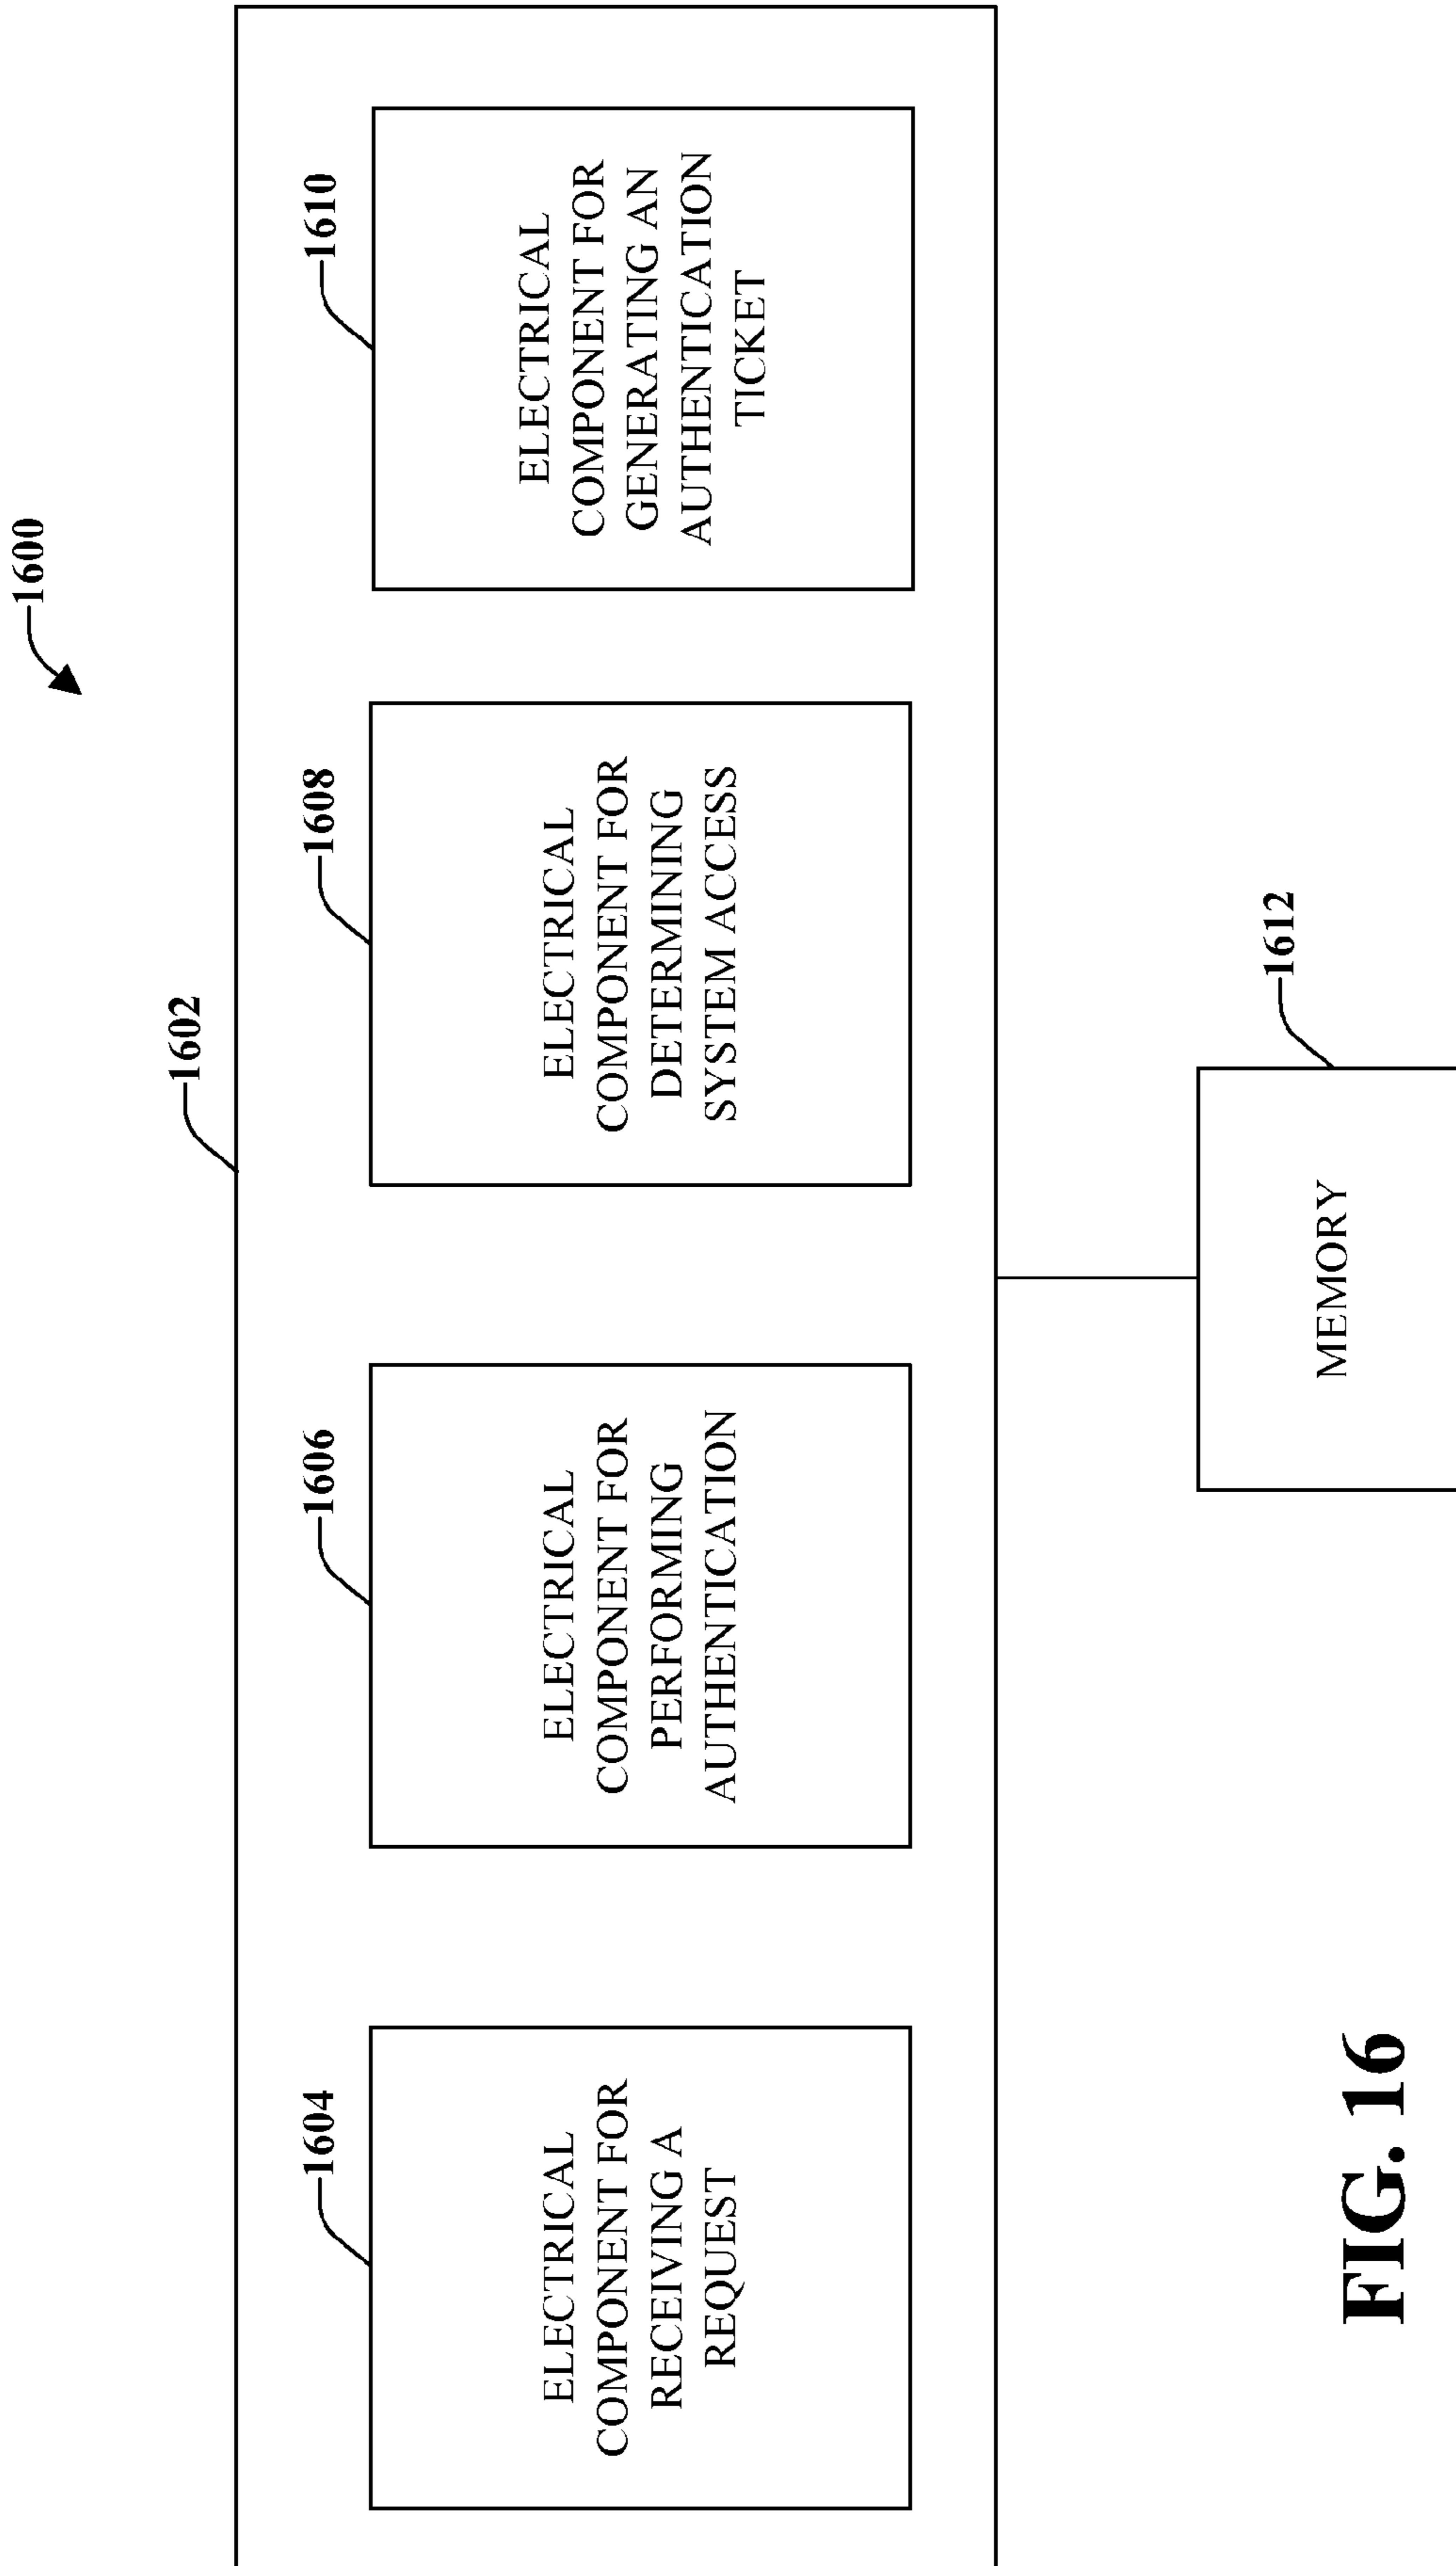 1600
1602
1604
ELECTRICAL
COMPONENT FOR
RECEIVING A
REQUEST
1606
ELECTRICAL
COMPONENT FOR
PERFORMING
AUTHENTICATION
1608
ELECTRICAL
COMPONENT FOR
DETERMINING
SYSTEM ACCESS
1610
ELECTRICAL
COMPONENT FOR
GENERATING AN
AUTHENTICATION
TICKET
1612
MEMORY
FIG. 16